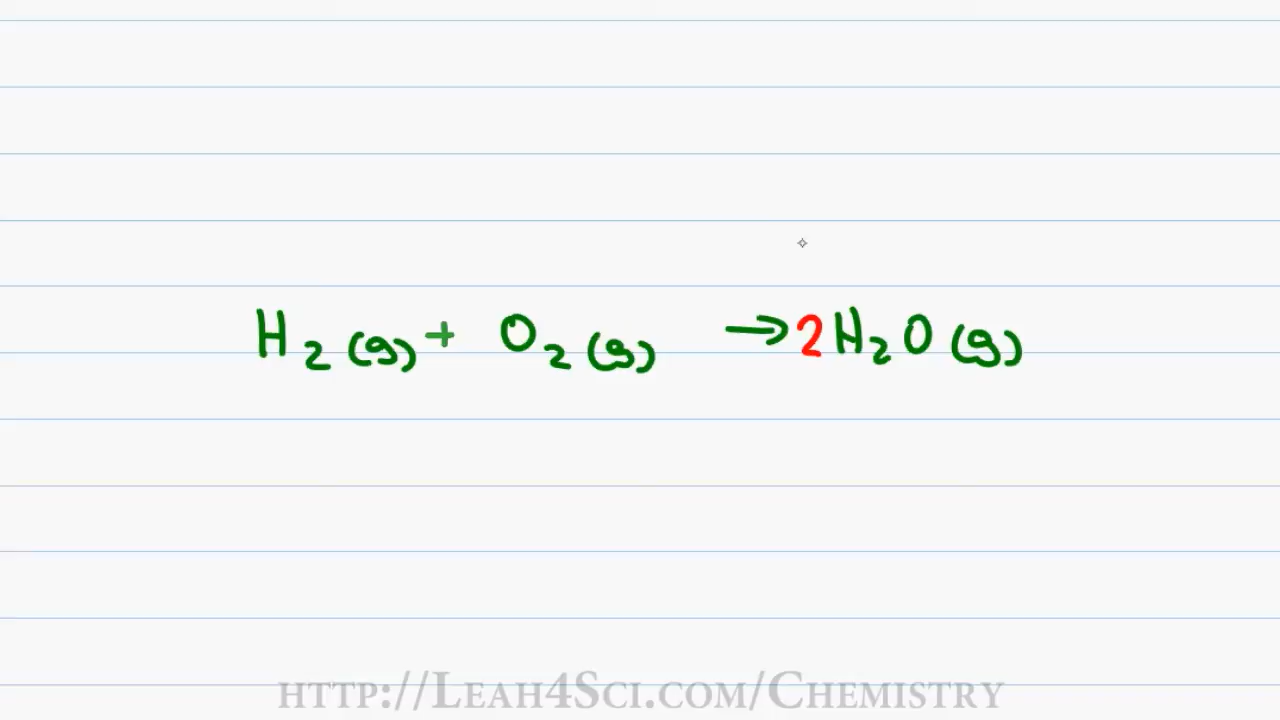 H₂(g) + O₂(g) → 2H₂O(g)
HTTP://LEAH4SCI.COM/CHEMISTRY